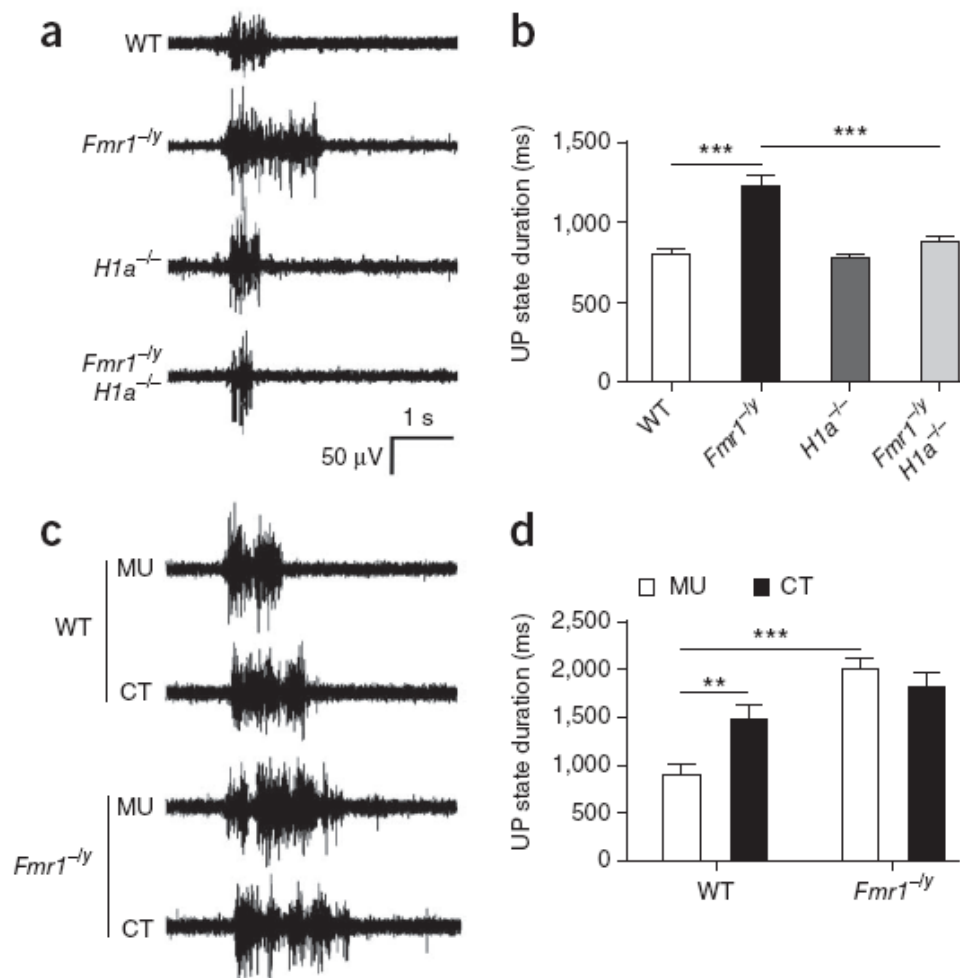 a
WT
Fmr1–/y
H1a–/–
Fmr1–/y
H1a–/–
1 s
50 μV
b
UP state duration (ms)
1,500
1,000
500
0
***
***
WT
Fmr1–/y
H1a–/–
Fmr1–/y
H1a–/–
c
WT
MU
CT
Fmr1–/y
MU
CT
d
MU CT
UP state duration (ms)
2,500
2,000
1,500
1,000
500
0
***
**
WT
Fmr1–/y